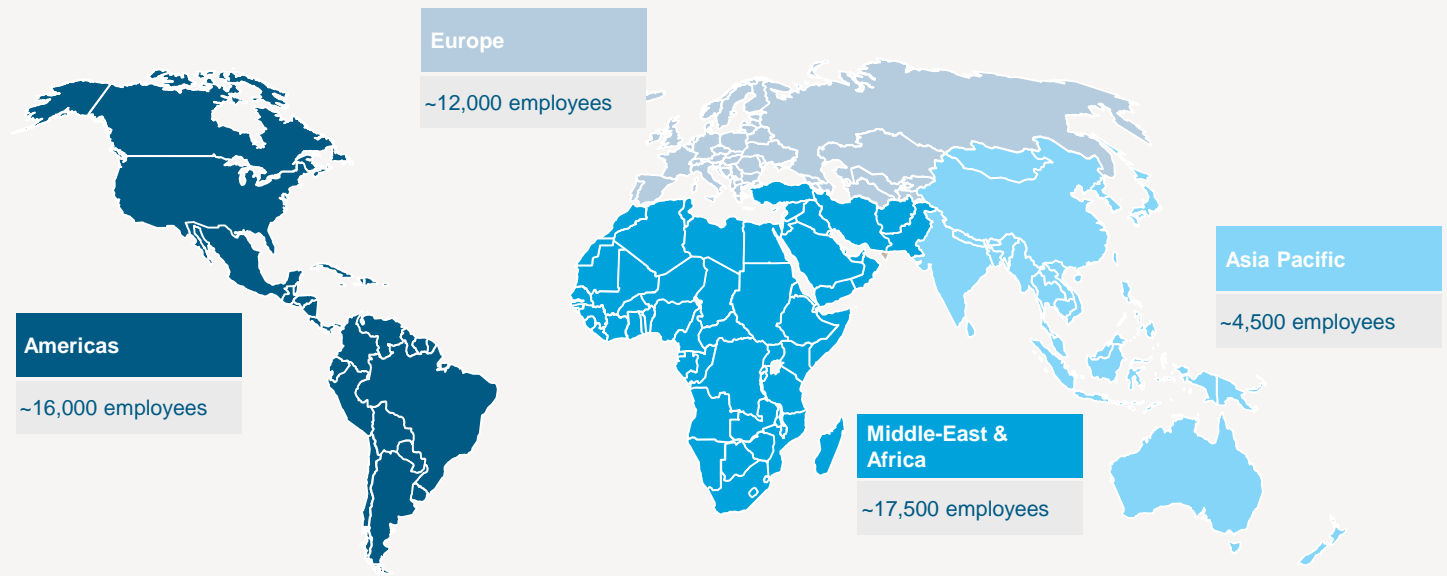 Europe
~12,000 employees
Asia Pacific
~4,500 employees
Americas
~16,000 employees
Middle-East &
Africa
~17,500 employees